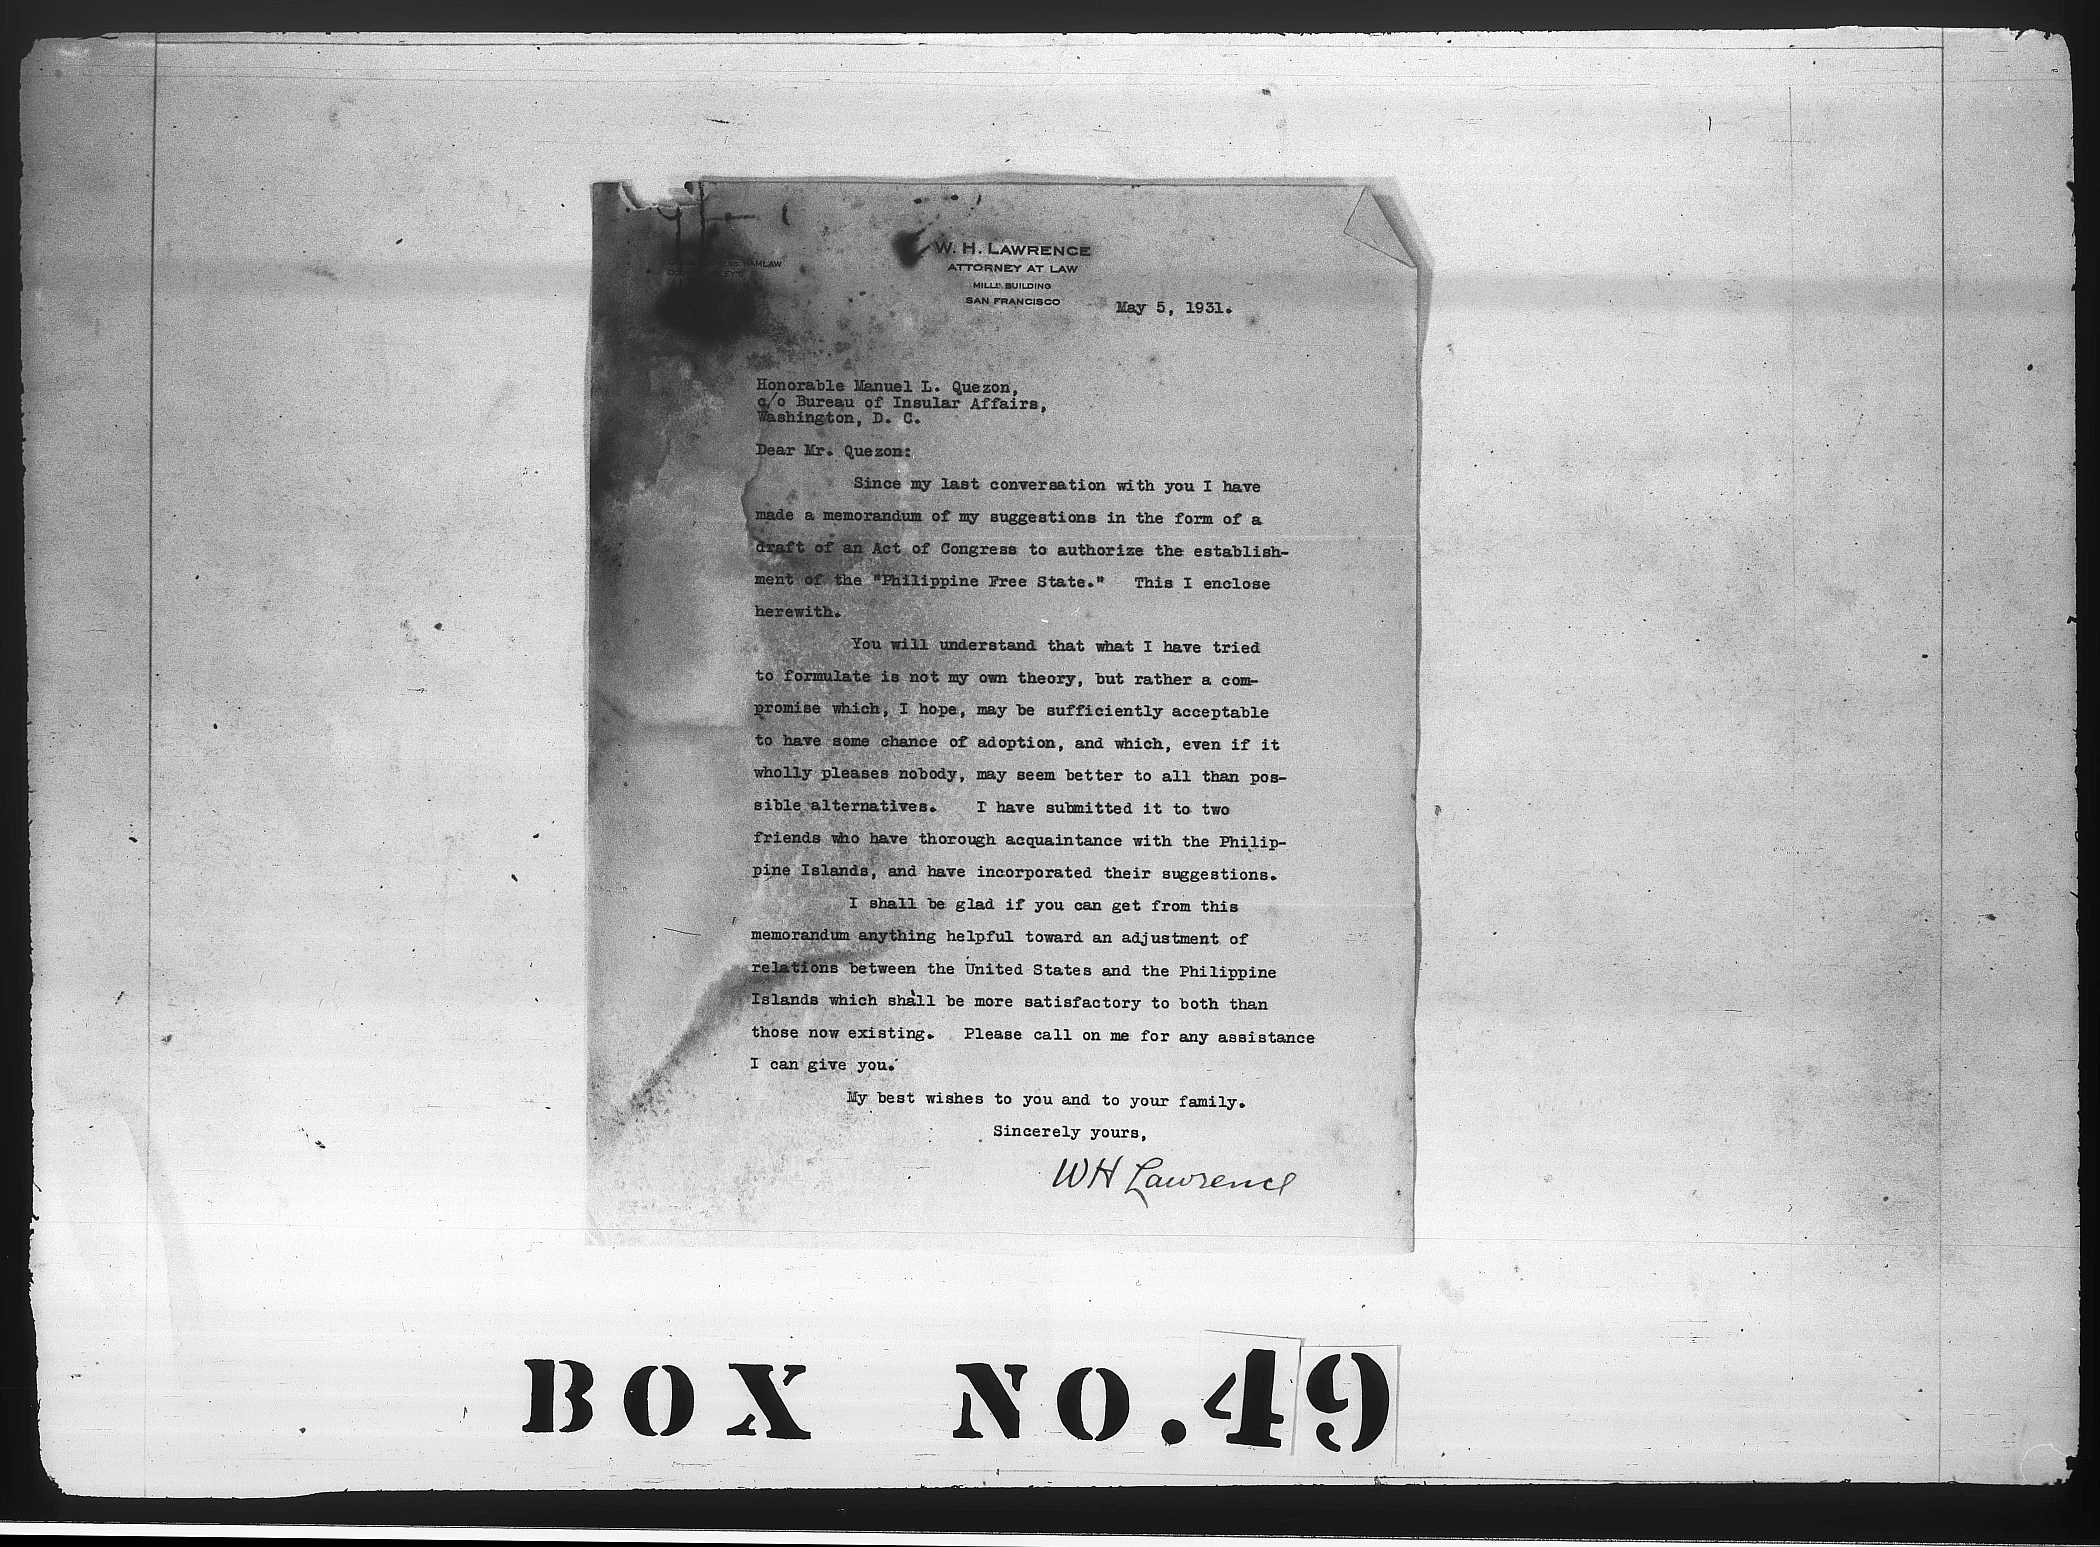 W. H. LAWRENCE
ATTORNEY AT LAW
MILLS BUILDING
SAN FRANCISCO
May 5, 1931.
Honorable Manuel L. Quezon,
c/o Bureau of Insular Affairs,
Washington, D. C.
Dear Mr. Quezon:
Since my last conversation with you I have
made a memorandum of my suggestions in the form of a
draft of an Act of Congress to authorize the establish-
ment of the "Philippine Free State." This I enclose
herewith.
You will understand that what I have tried
to formulate is not my own theory, but rather a com-
promise which, I hope, may be sufficiently acceptable
to have some chance of adoption, and which, even if it
wholly pleases nobody, may seem better to all than pos-
sible alternatives. I have submitted it to two
friends who have thorough acquaintance with the Philip-
pine Islands, and have incorporated their suggestions.
I shall be glad if you can get from this
memorandum anything helpful toward an adjustment of
relations between the United States and the Philippine
Islands which shall be more satisfactory to both than
those now existing. Please call on me for any assistance
I can give you.
My best wishes to you and to your family.
Sincerely yours,
WH Lawrence
BOX NO. 49